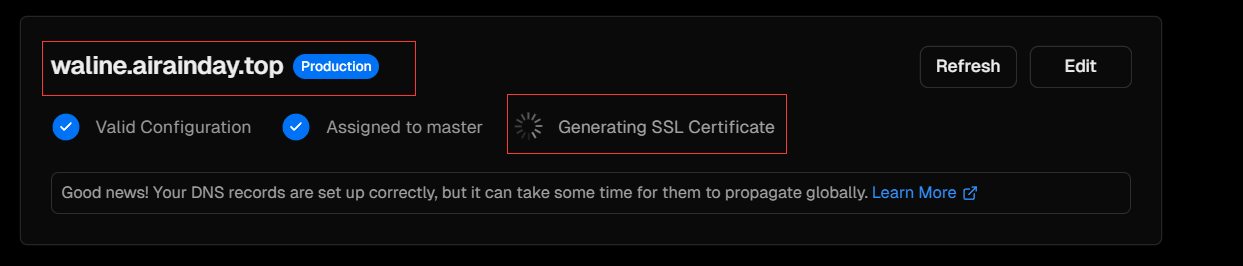 waline.airainday.top Production Refresh Edit
Valid Configuration Assigned to master Generating SSL Certificate
Good news! Your DNS records are set up correctly, but it can take some time for them to propagate globally. Learn More